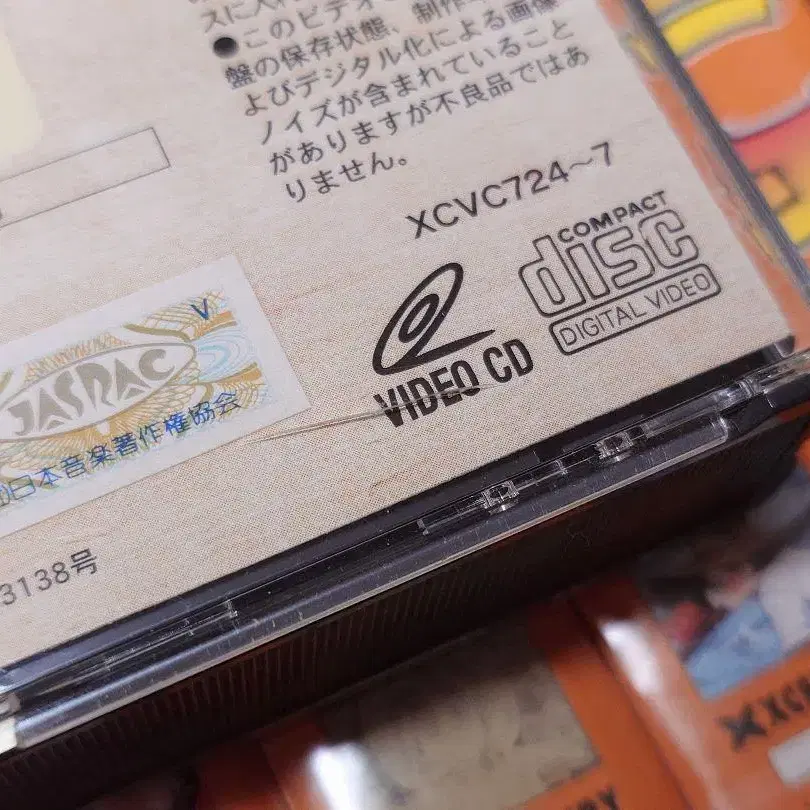 スに入れ
●このビデオ
盤の保存状態、制作
よびデジタル化による画像
ノイズが含まれていること
がありますが不良品ではあ
りません。
XCVC724～7
COMPACT
disc
DIGITAL VIDEO
VIDEO CD
V
JASRAC
日本音楽著作権協会
3138号